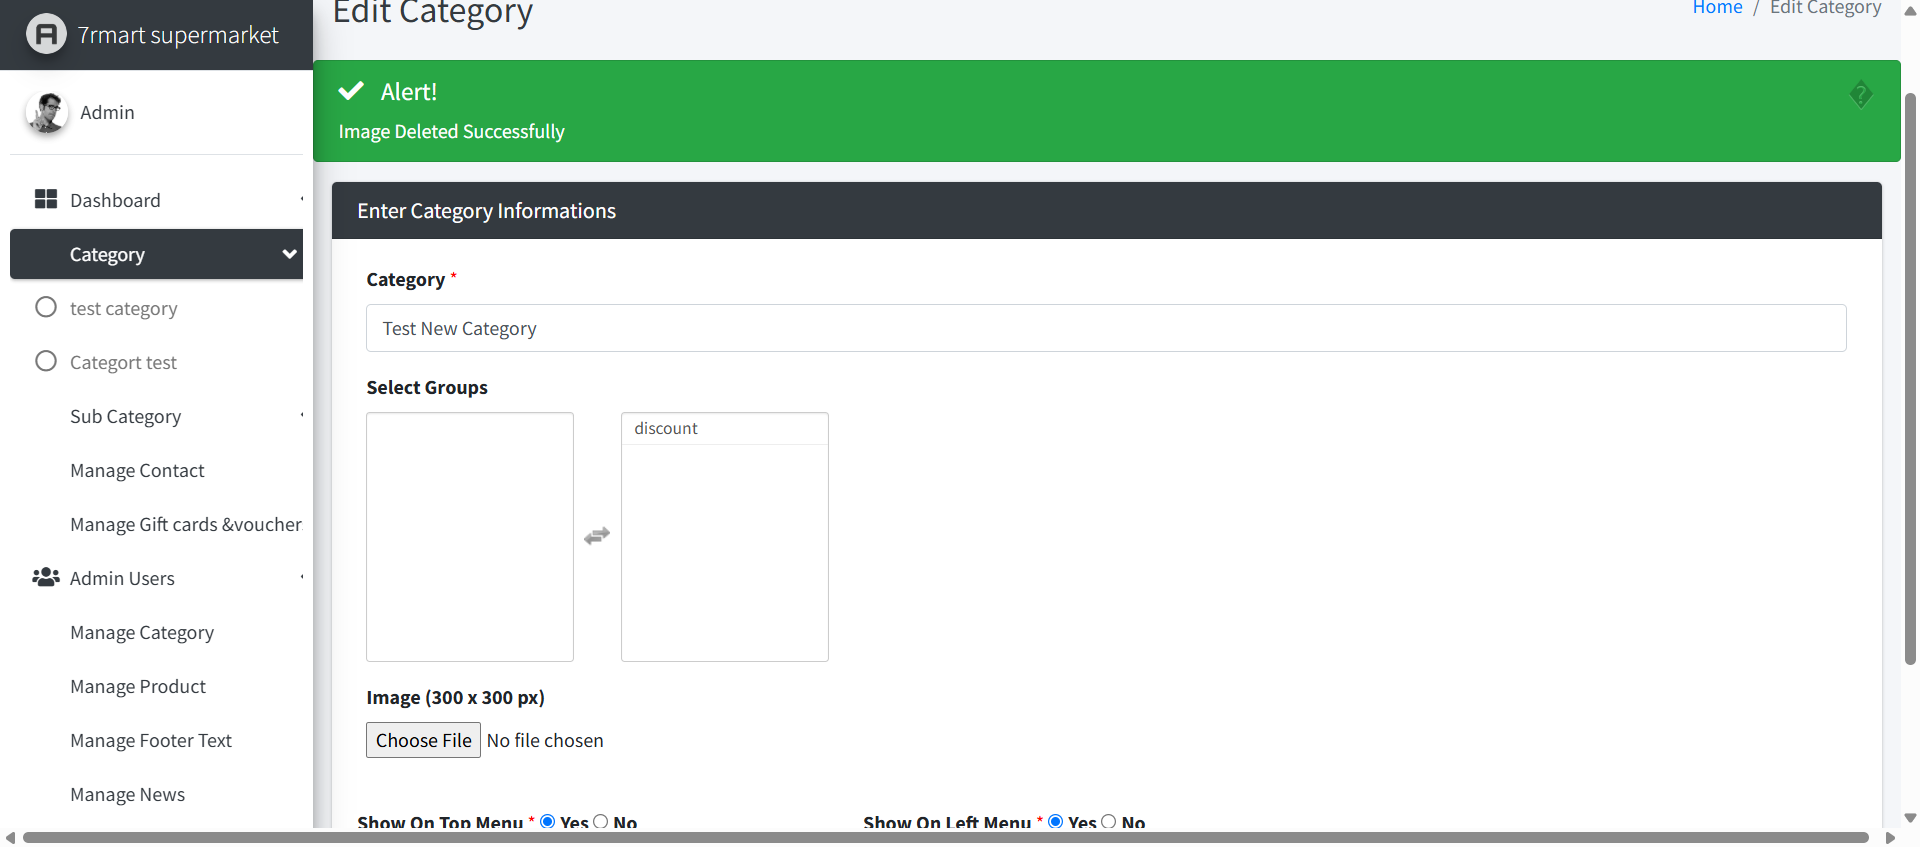 7rmart supermarket
Admin
Dashboard
Category
test category
Categort test
Sub Category
Manage Contact
Manage Gift cards &voucher
Admin Users
Manage Category
Manage Product
Manage Footer Text
Manage News
Edit Category
Home / Edit Category
Alert!
Image Deleted Successfully
Enter Category Informations
Category *
Test New Category
Select Groups
discount
Image (300 x 300 px)
Choose File No file chosen
Show On Top Menu * Yes No
Show On Left Menu * Yes No